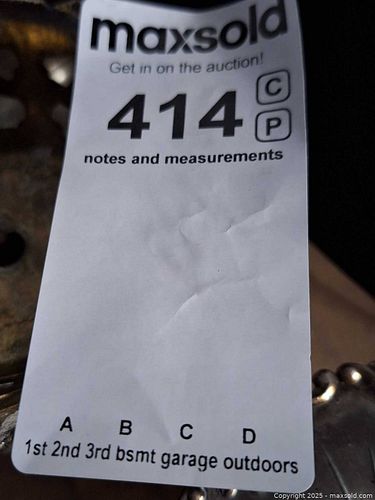 maxsold
Get in on the auction!
414 C
P
notes and measurements
A B C D
1st 2nd 3rd bsmt garage outdoors
Copyright 2025 - maxsold.com